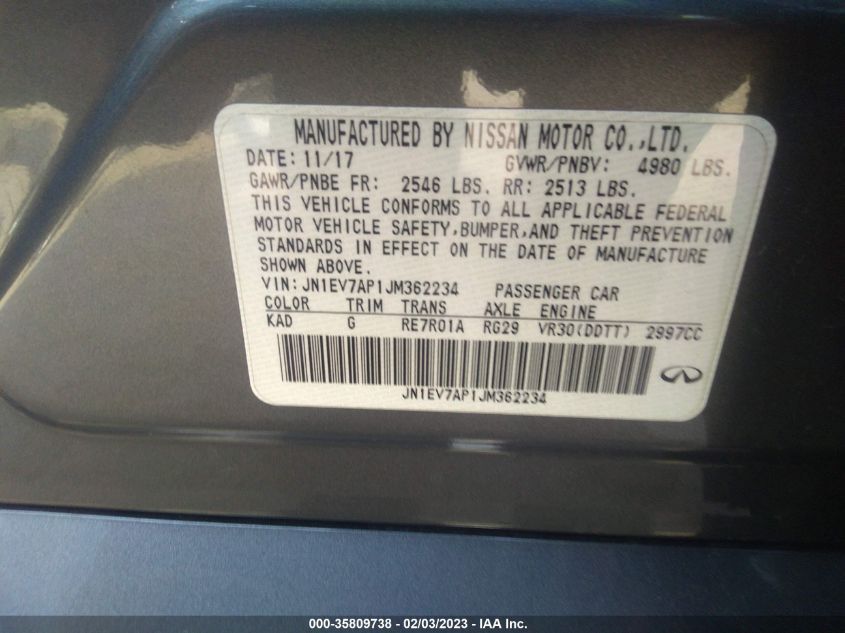 MANUFACTURED BY NISSAN MOTOR CO.,LTD.
DATE: 11/17 GVWR/PNBV: 4980 LBS.
GAWR/PNBE FR: 2546 LBS. RR: 2513 LBS.
THIS VEHICLE CONFORMS TO ALL APPLICABLE FEDERAL
MOTOR VEHICLE SAFETY,BUMPER,AND THEFT PREVENTION
STANDARDS IN EFFECT ON THE DATE OF MANUFACTURE
SHOWN ABOVE.
VIN: JN1EV7AP1JM362234 PASSENGER CAR
COLOR TRIM TRANS AXLE ENGINE
KAD G RE7R01A RG29 VR30(DDTT) 2997CC
JN1EV7AP1JM362234
000-35809738 - 02/03/2023 - IAA Inc.